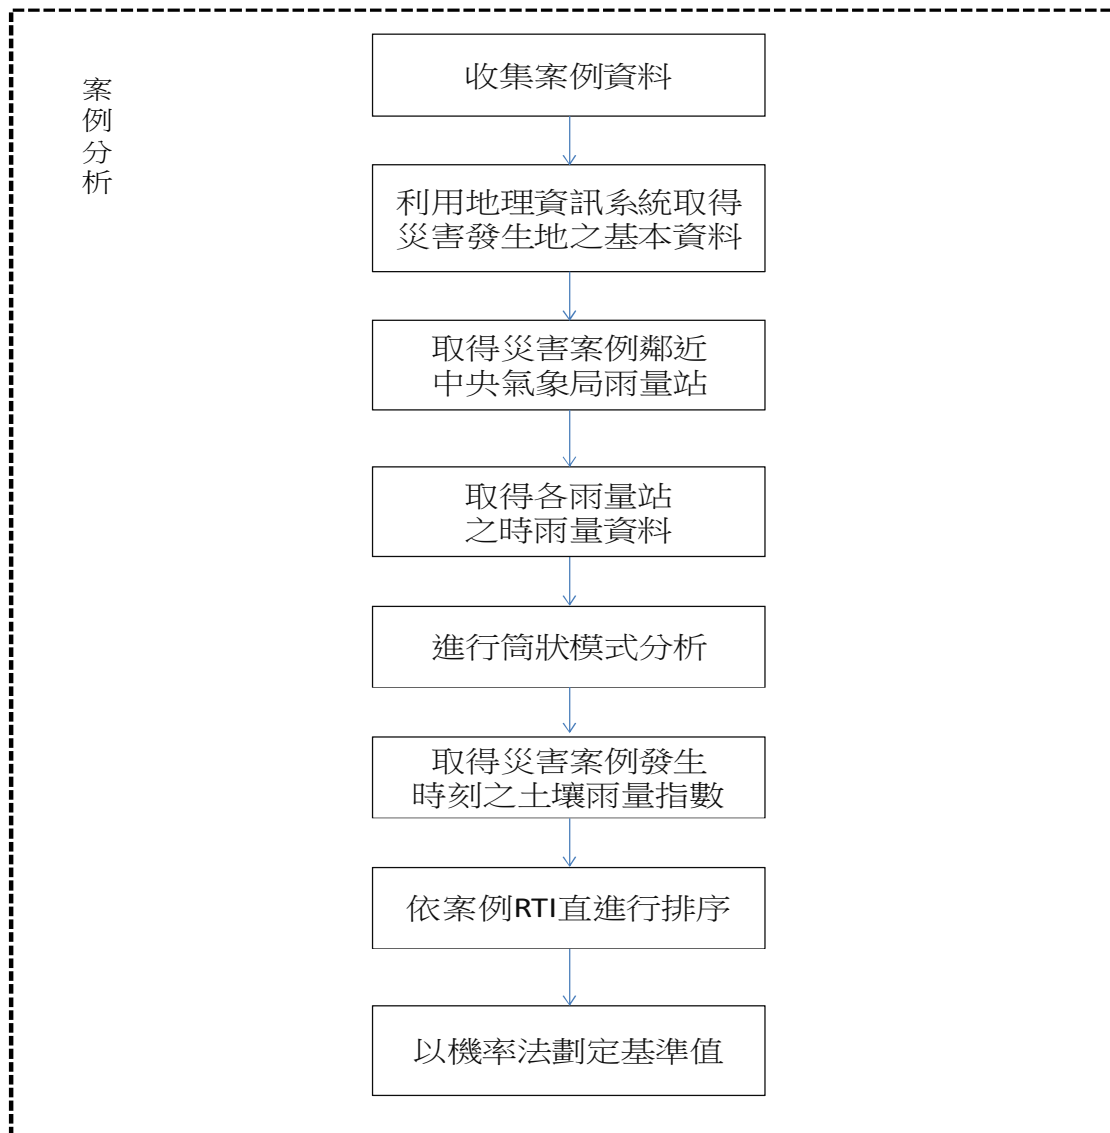 案例分析
收集案例資料
利用地理資訊系統取得
災害發生地之基本資料
取得災害案例鄰近
中央氣象局雨量站
取得各雨量站
之時雨量資料
進行筒狀模式分析
取得災害案例發生
時刻之土壤雨量指數
依案例RTI直進行排序
以機率法劃定基準值